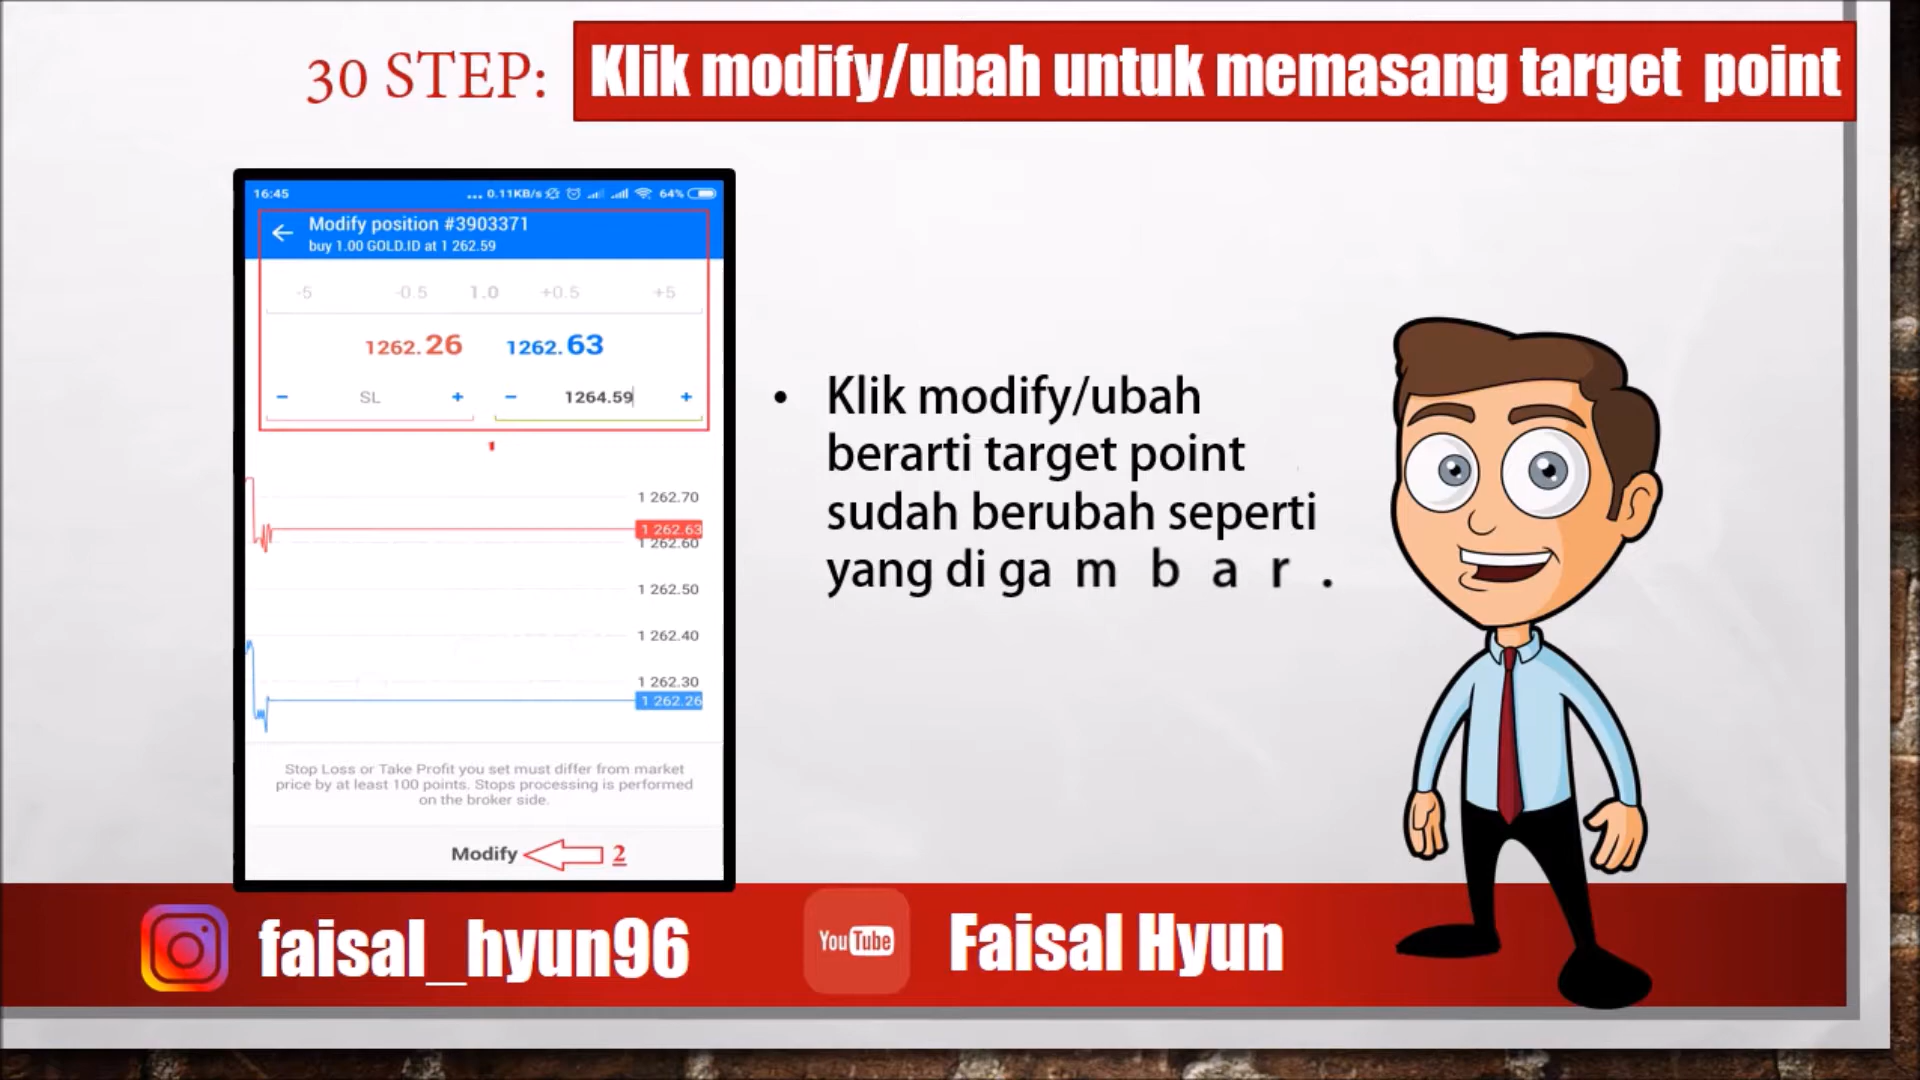 30 STEP: Klik modify/ubah untuk memasang target point
16:45 ... 0.11KB/s 64%
Modify position #3903371
buy 1.00 GOLD.ID at 1 262.59
-5 -0.5 1.0 +0.5 +5
1262.26 1262.63
- SL + - 1264.59 +
1
1 262.70
1 262.63
1 262.60
1 262.50
1 262.40
1 262.30
1 262.26
Stop Loss or Take Profit you set must differ from market
price by at least 100 points. Stops processing is performed
on the broker side.
Modify 2
• Klik modify/ubah
berarti target point
sudah berubah seperti
yang di ga m b a r .
faisal_hyun96 YouTube Faisal Hyun